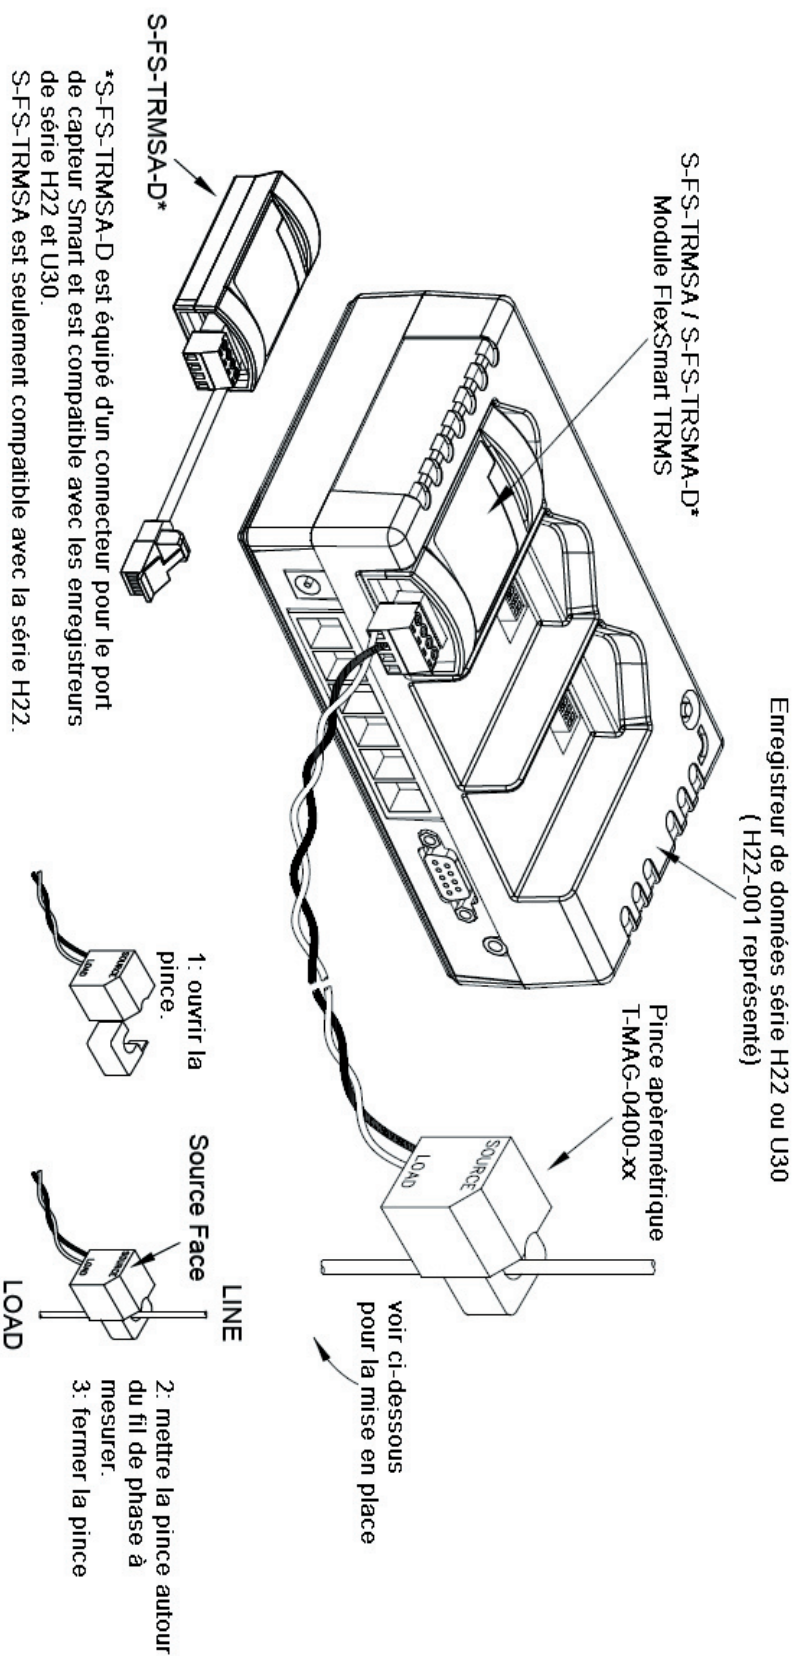 Enregistreur de données série H22 ou U30
( H22-001 représenté)
S-FS-TRMSA / S-FS-TRSMA-D*
Module FlexSmart TRMS
Pince apèremétrique
T-MAG-0400-xx
SOURCE
LOAD
voir ci-dessous
pour la mise en place
S-FS-TRMSA-D*
*S-FS-TRMSA-D est équipé d'un connecteur pour le port
de capteur Smart et est compatible avec les enregistreurs
de série H22 et U30.
S-FS-TRMSA est seulement compatible avec la série H22.
1: ouvrir la
pince.
SOURCE
LOAD
Source Face
SOURCE
LOAD
LINE
LOAD
2: mettre la pince autour
du fil de phase à
mesurer.
3: fermer la pince